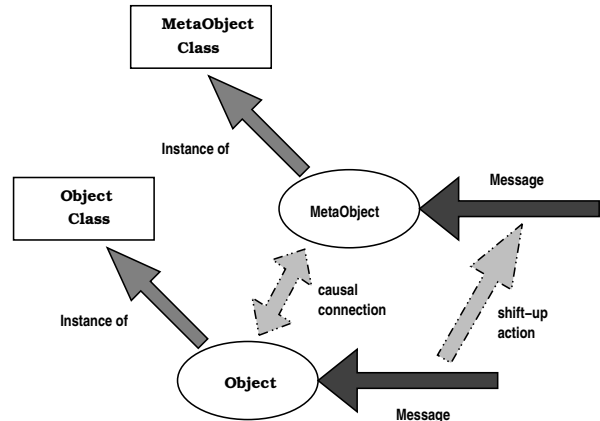 MetaObject
Class
Instance of
Message
Object
Class
MetaObject
causal
connection
shift-up
action
Instance of
Object
Message